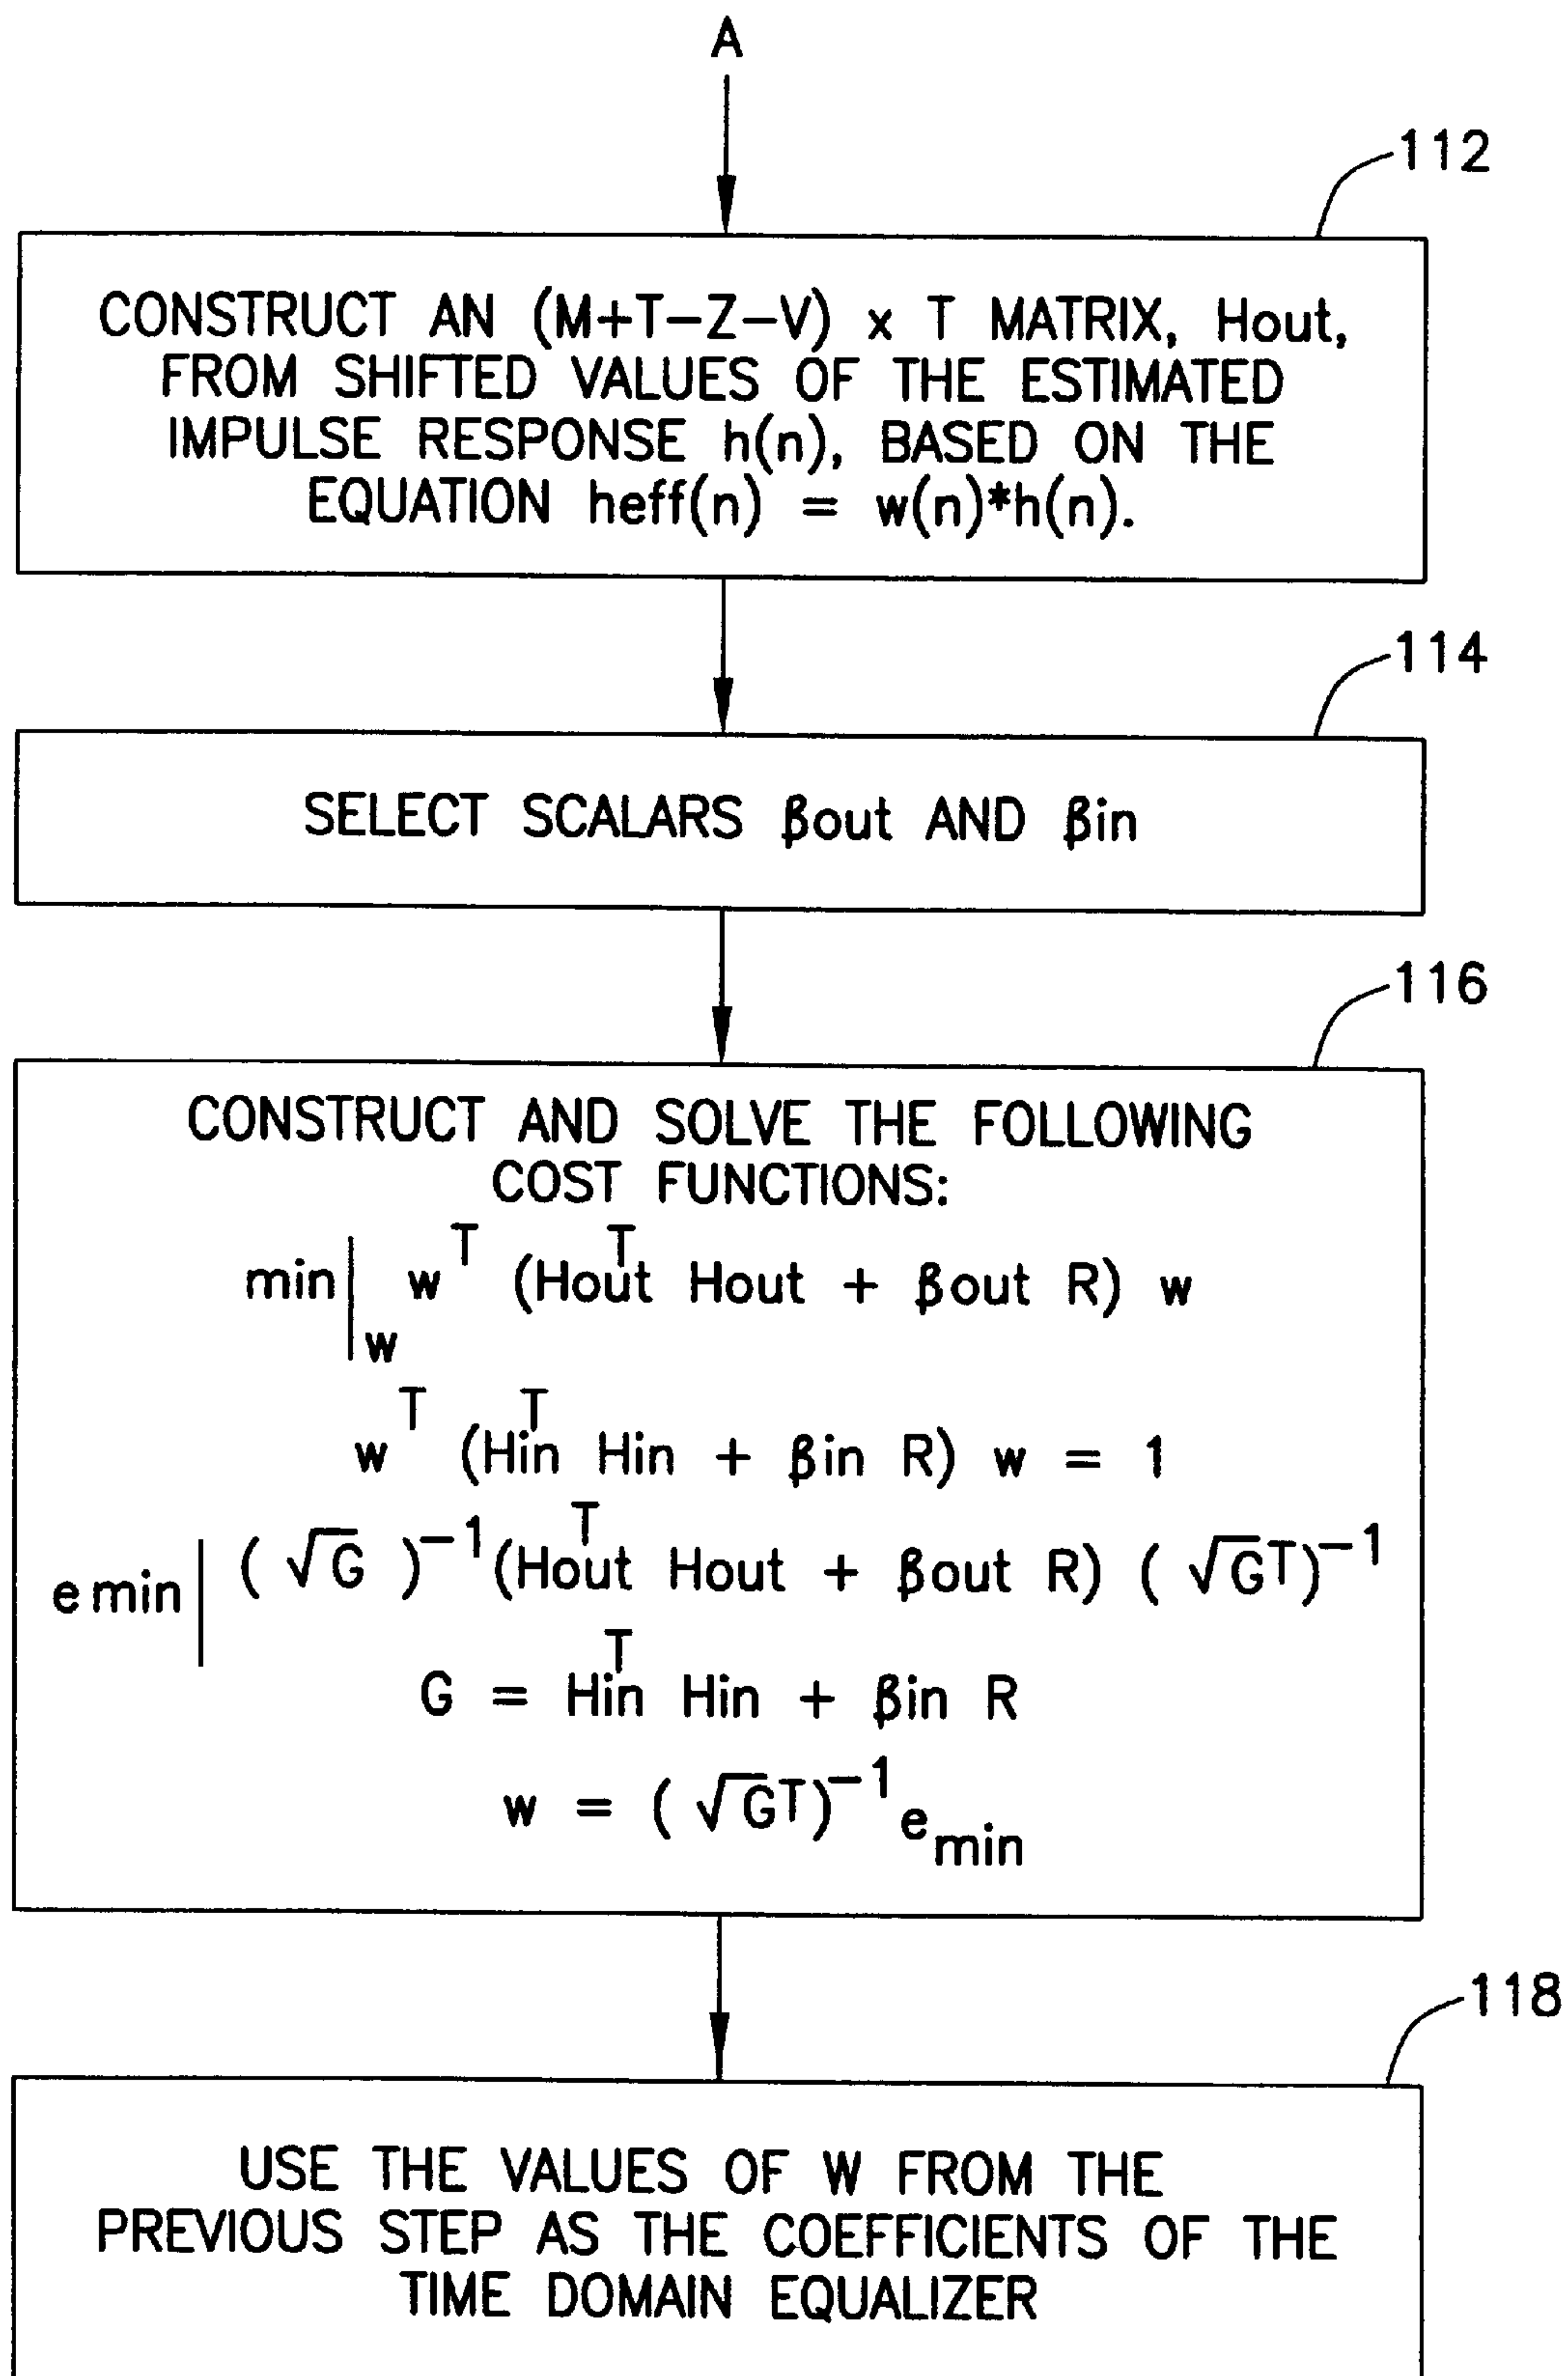 A
112
CONSTRUCT AN (M+T−Z−V) x T MATRIX, Hout,
FROM SHIFTED VALUES OF THE ESTIMATED
IMPULSE RESPONSE h(n), BASED ON THE
EQUATION heff(n) = w(n)*h(n).
114
SELECT SCALARS βout AND βin
116
CONSTRUCT AND SOLVE THE FOLLOWING
COST FUNCTIONS:
min|w w^T (Hout^T Hout + βout R) w
w^T (Hin^T Hin + βin R) w = 1
e min| (√G)^−1 (Hout^T Hout + βout R) (√G^T)^−1
G = Hin^T Hin + βin R
w = (√G^T)^−1 e_min
118
USE THE VALUES OF W FROM THE
PREVIOUS STEP AS THE COEFFICIENTS OF THE
TIME DOMAIN EQUALIZER